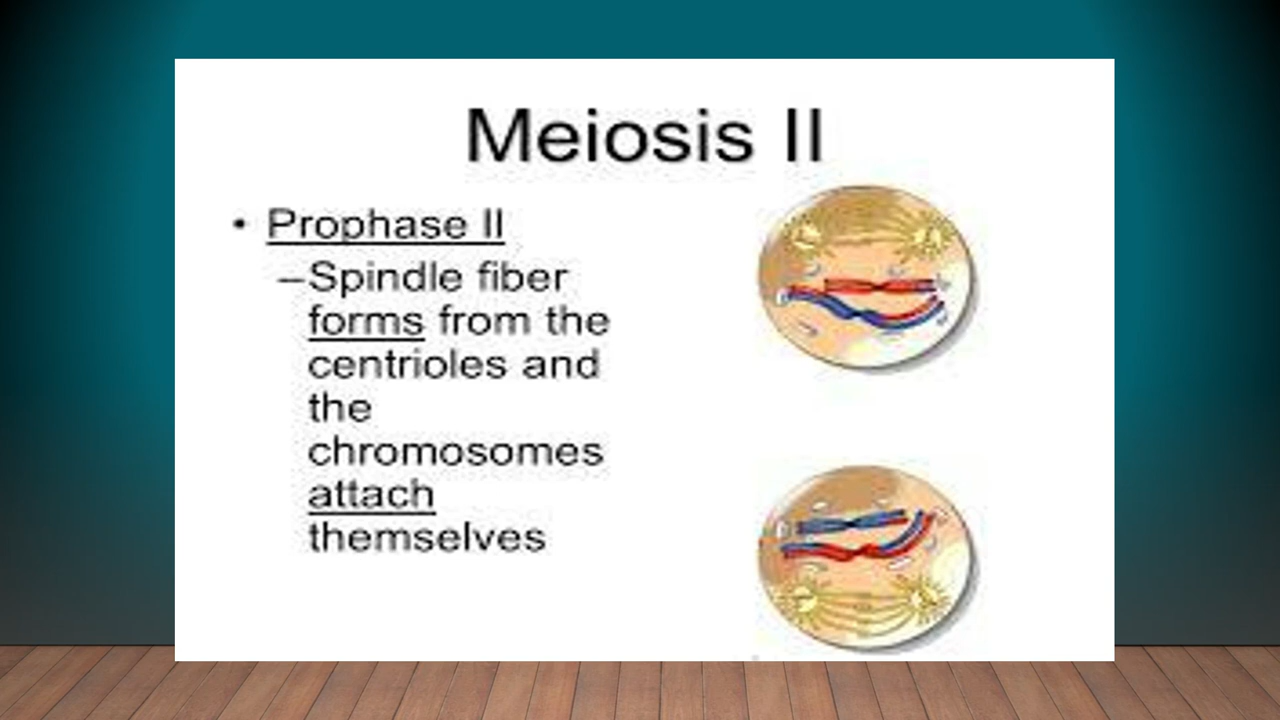 Meiosis II
• Prophase II
–Spindle fiber
forms from the
centrioles and
the
chromosomes
attach
themselves